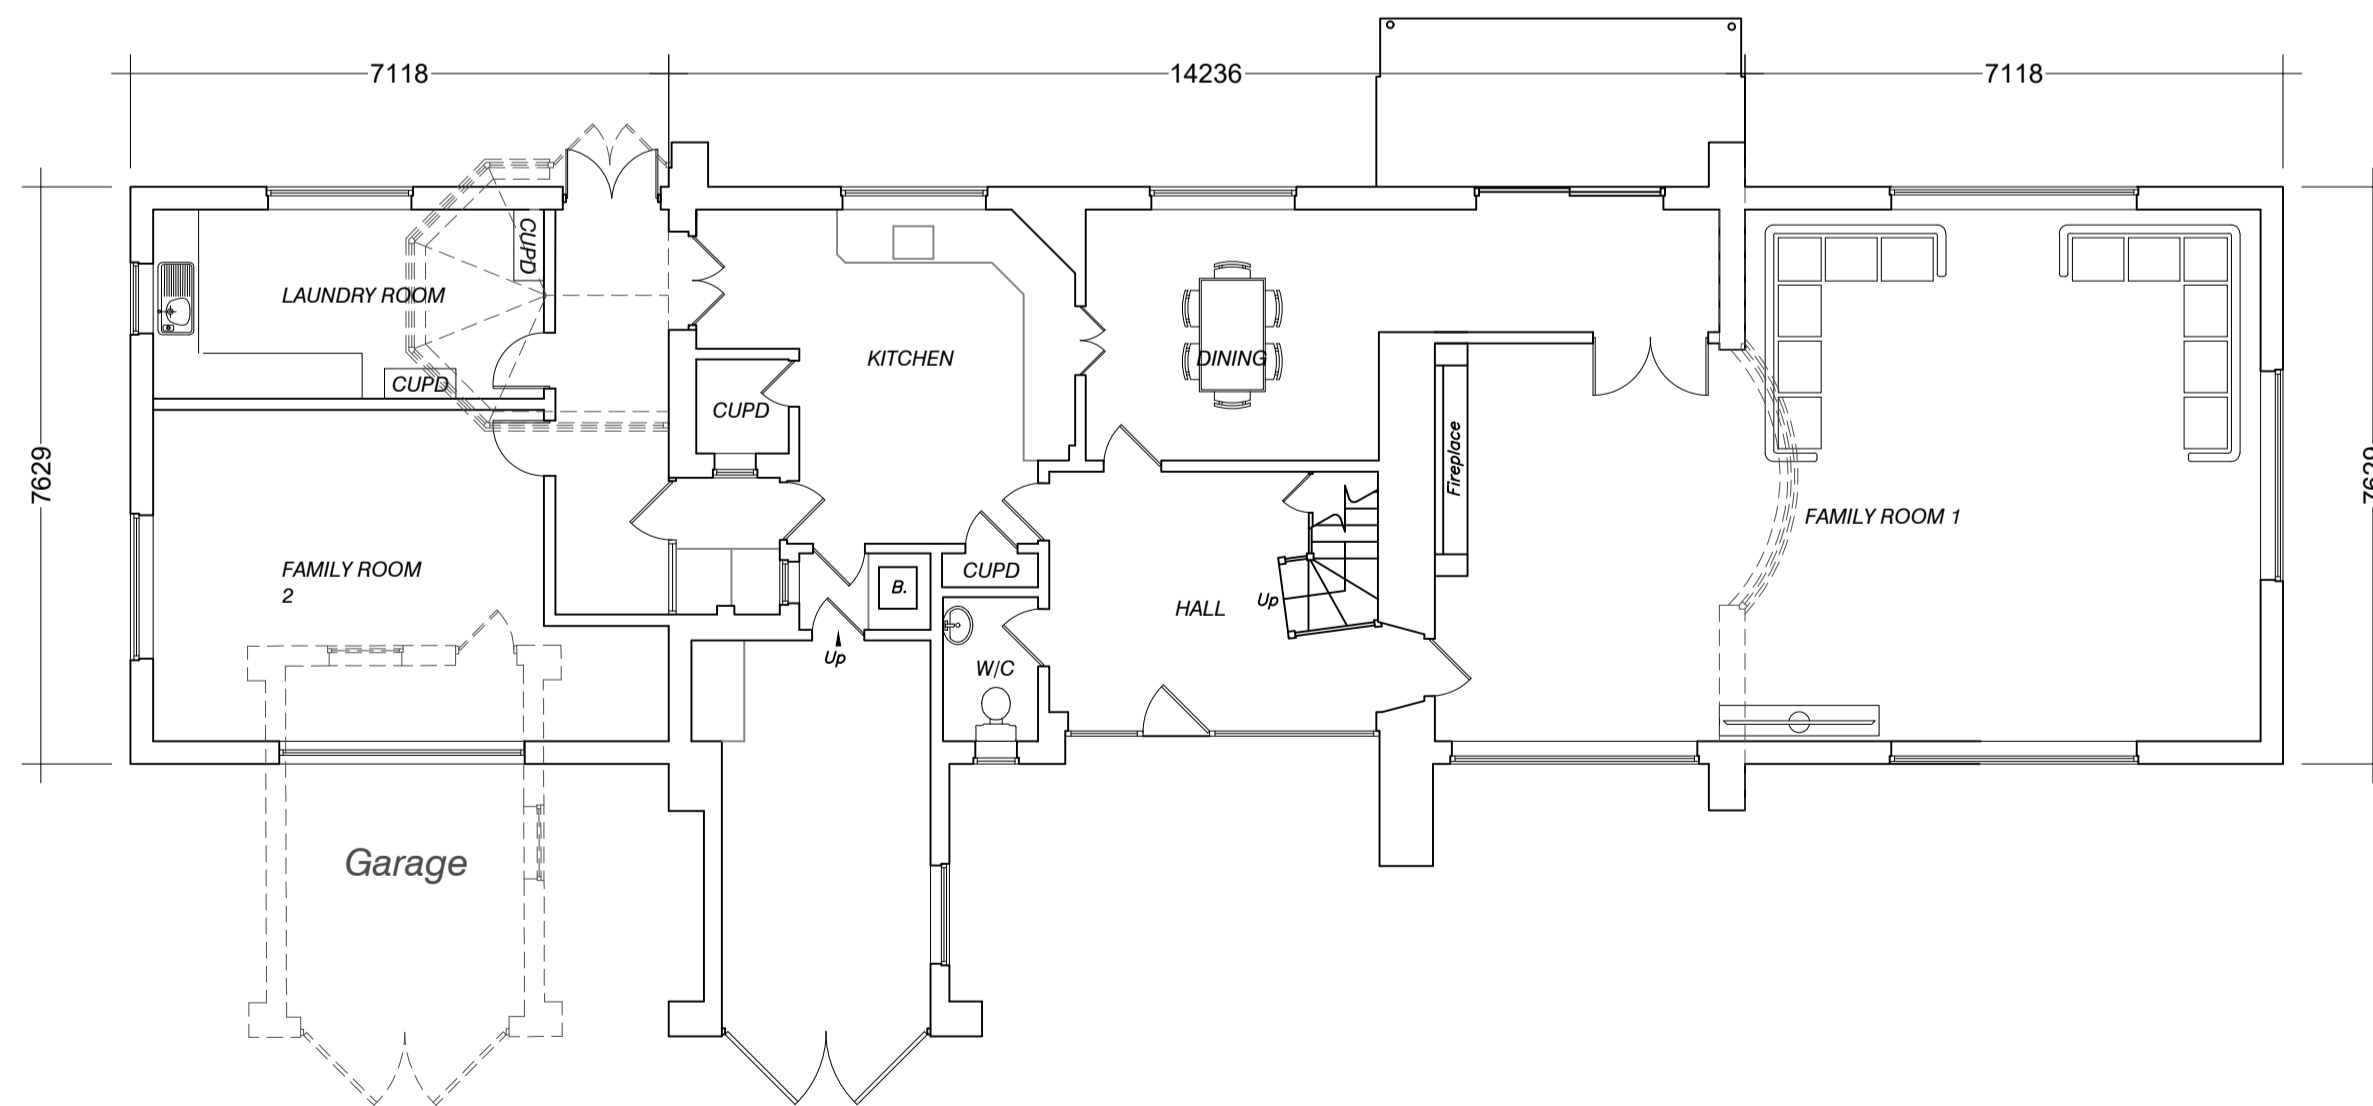 7118
14236
7118
CUPD
LAUNDRY ROOM
KITCHEN
DINING
CUPD
CUPD
Fireplace
7629
7629
FAMILY ROOM 1
FAMILY ROOM
2
CUPD
B.
HALL
Up
Up
W/C
Garage